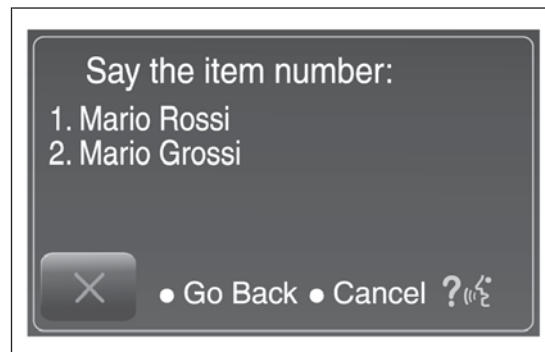 Say the item number:
1. Mario Rossi
2. Mario Grossi
● Go Back ● Cancel ?